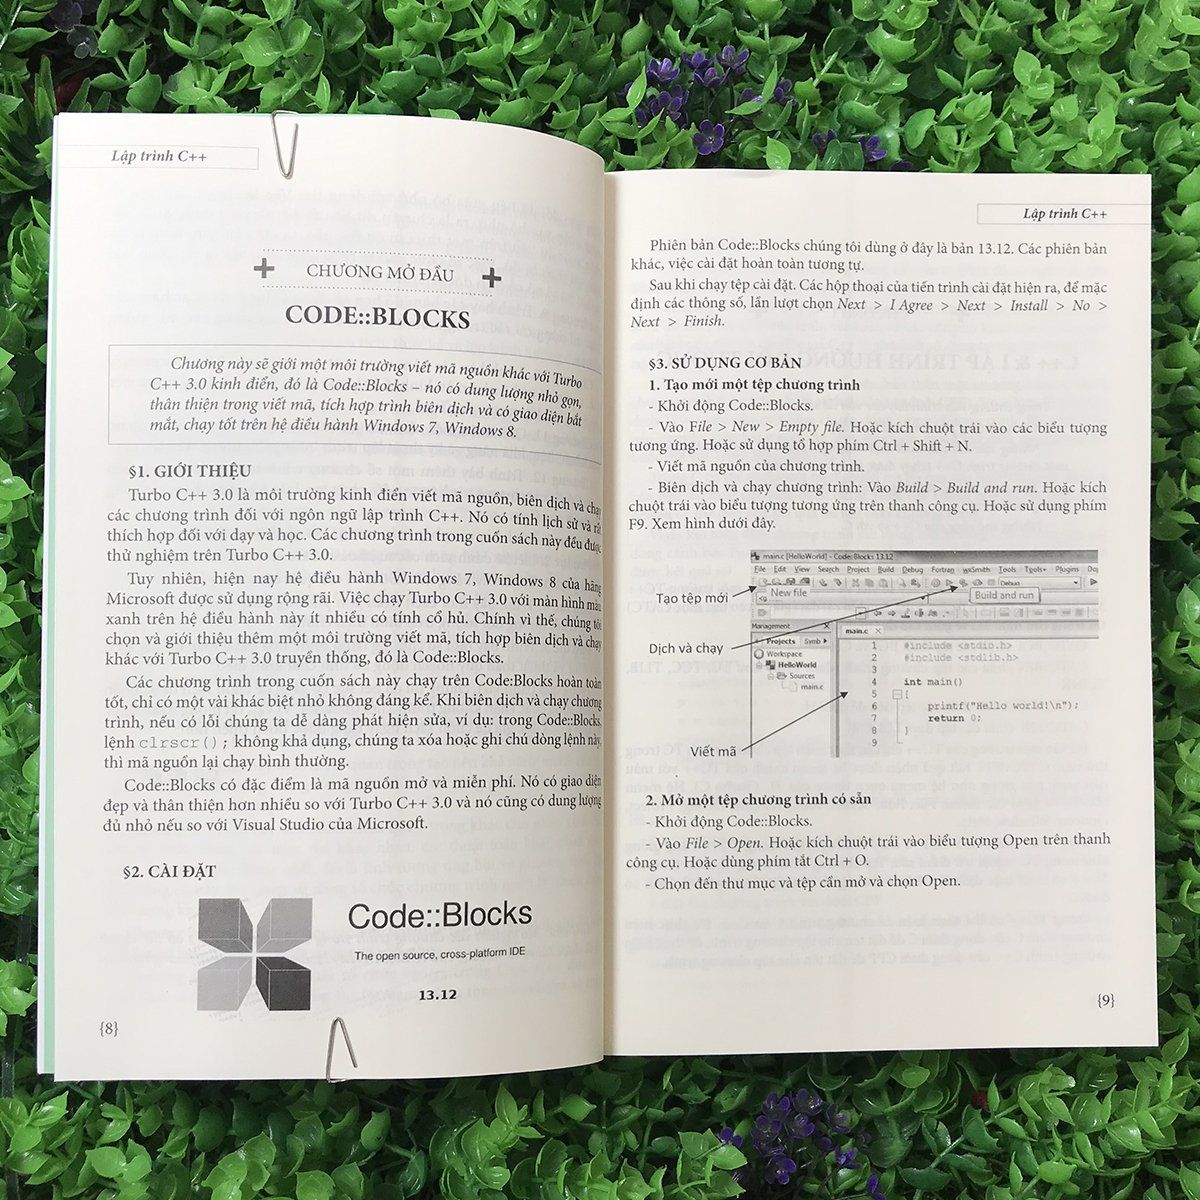 Lập trình C++
CHƯƠNG MỞ ĐẦU
CODE::BLOCKS
Chương này sẽ giới một môi trường viết mã nguồn khác với Turbo
C++ 3.0 kinh điển, đó là Code::Blocks – nó có dung lượng nhỏ gọn,
thân thiện trong viết mã, tích hợp trình biên dịch và có giao diện bắt
mắt, chạy tốt trên hệ điều hành Windows 7, Windows 8.
§1. GIỚI THIỆU
Turbo C++ 3.0 là môi trường kinh điển viết mã nguồn, biên dịch và chạy
các chương trình đối với ngôn ngữ lập trình C++. Nó có tính lịch sử và rất
thích hợp đối với dạy và học. Các chương trình trong cuốn sách này đều được
thử nghiệm trên Turbo C++ 3.0.
Tuy nhiên, hiện nay hệ điều hành Windows 7, Windows 8 của hãng
Microsoft được sử dụng rộng rãi. Việc chạy Turbo C++ 3.0 với màn hình màu
xanh trên hệ điều hành này ít nhiều có tính cổ hủ. Chính vì thế, chúng tôi
chọn và giới thiệu thêm một môi trường viết mã, tích hợp biên dịch và chạy
khác với Turbo C++ 3.0 truyền thống, đó là Code::Blocks.
Các chương trình trong cuốn sách này chạy trên Code:Blocks hoàn toàn
tốt, chỉ có một vài khác biệt nhỏ không đáng kể. Khi biên dịch và chạy chương
trình, nếu có lỗi chúng ta dễ dàng phát hiện sửa, ví dụ: trong Code::Blocks,
lệnh clrscr(); không khả dụng, chúng ta xóa hoặc ghi chú dòng lệnh này,
thì mã nguồn lại chạy bình thường.
Code::Blocks có đặc điểm là mã nguồn mở và miễn phí. Nó có giao diện
đẹp và thân thiện hơn nhiều so với Turbo C++ 3.0 và nó cũng có dung lượng
đủ nhỏ nếu so với Visual Studio của Microsoft.
§2. CÀI ĐẶT
Code::Blocks
The open source, cross-platform IDE
13.12
{8}
Lập trình C++
Phiên bản Code::Blocks chúng tôi dùng ở đây là bản 13.12. Các phiên bản
khác, việc cài đặt hoàn toàn tương tự.
Sau khi chạy tệp cài đặt. Các hộp thoại của tiến trình cài đặt hiện ra, để mặc
định các thông số, lần lượt chọn Next > I Agree > Next > Install > No >
Next > Finish.
§3. SỬ DỤNG CƠ BẢN
1. Tạo mới một tệp chương trình
- Khởi động Code::Blocks.
- Vào File > New > Empty file. Hoặc kích chuột trái vào các biểu tượng
tương ứng. Hoặc sử dụng tổ hợp phím Ctrl + Shift + N.
- Viết mã nguồn của chương trình.
- Biên dịch và chạy chương trình: Vào Build > Build and run. Hoặc kích
chuột trái vào biểu tượng tương ứng trên thanh công cụ. Hoặc sử dụng phím
F9. Xem hình dưới đây.
main.c [HelloWorld] - Code::Blocks 13.12
File Edit View Search Project Build Debug Fortran wxSmith Tools Tools+ Plugins
Debug
Tạo tệp mới
New file
Build and run
Management
main.c
Dịch và chạy
Projects Symb
Workspace
HelloWorld
Sources
main.c
1 #include <stdio.h>
2 #include <stdlib.h>
3
4 int main()
5 {
6 printf("Hello world!\n");
7 return 0;
8 }
9
Viết mã
2. Mở một tệp chương trình có sẵn
- Khởi động Code::Blocks.
- Vào File > Open. Hoặc kích chuột trái vào biểu tượng Open trên thanh
công cụ. Hoặc dùng phím tắt Ctrl + O.
- Chọn đến thư mục và tệp cần mở và chọn Open.
{9}